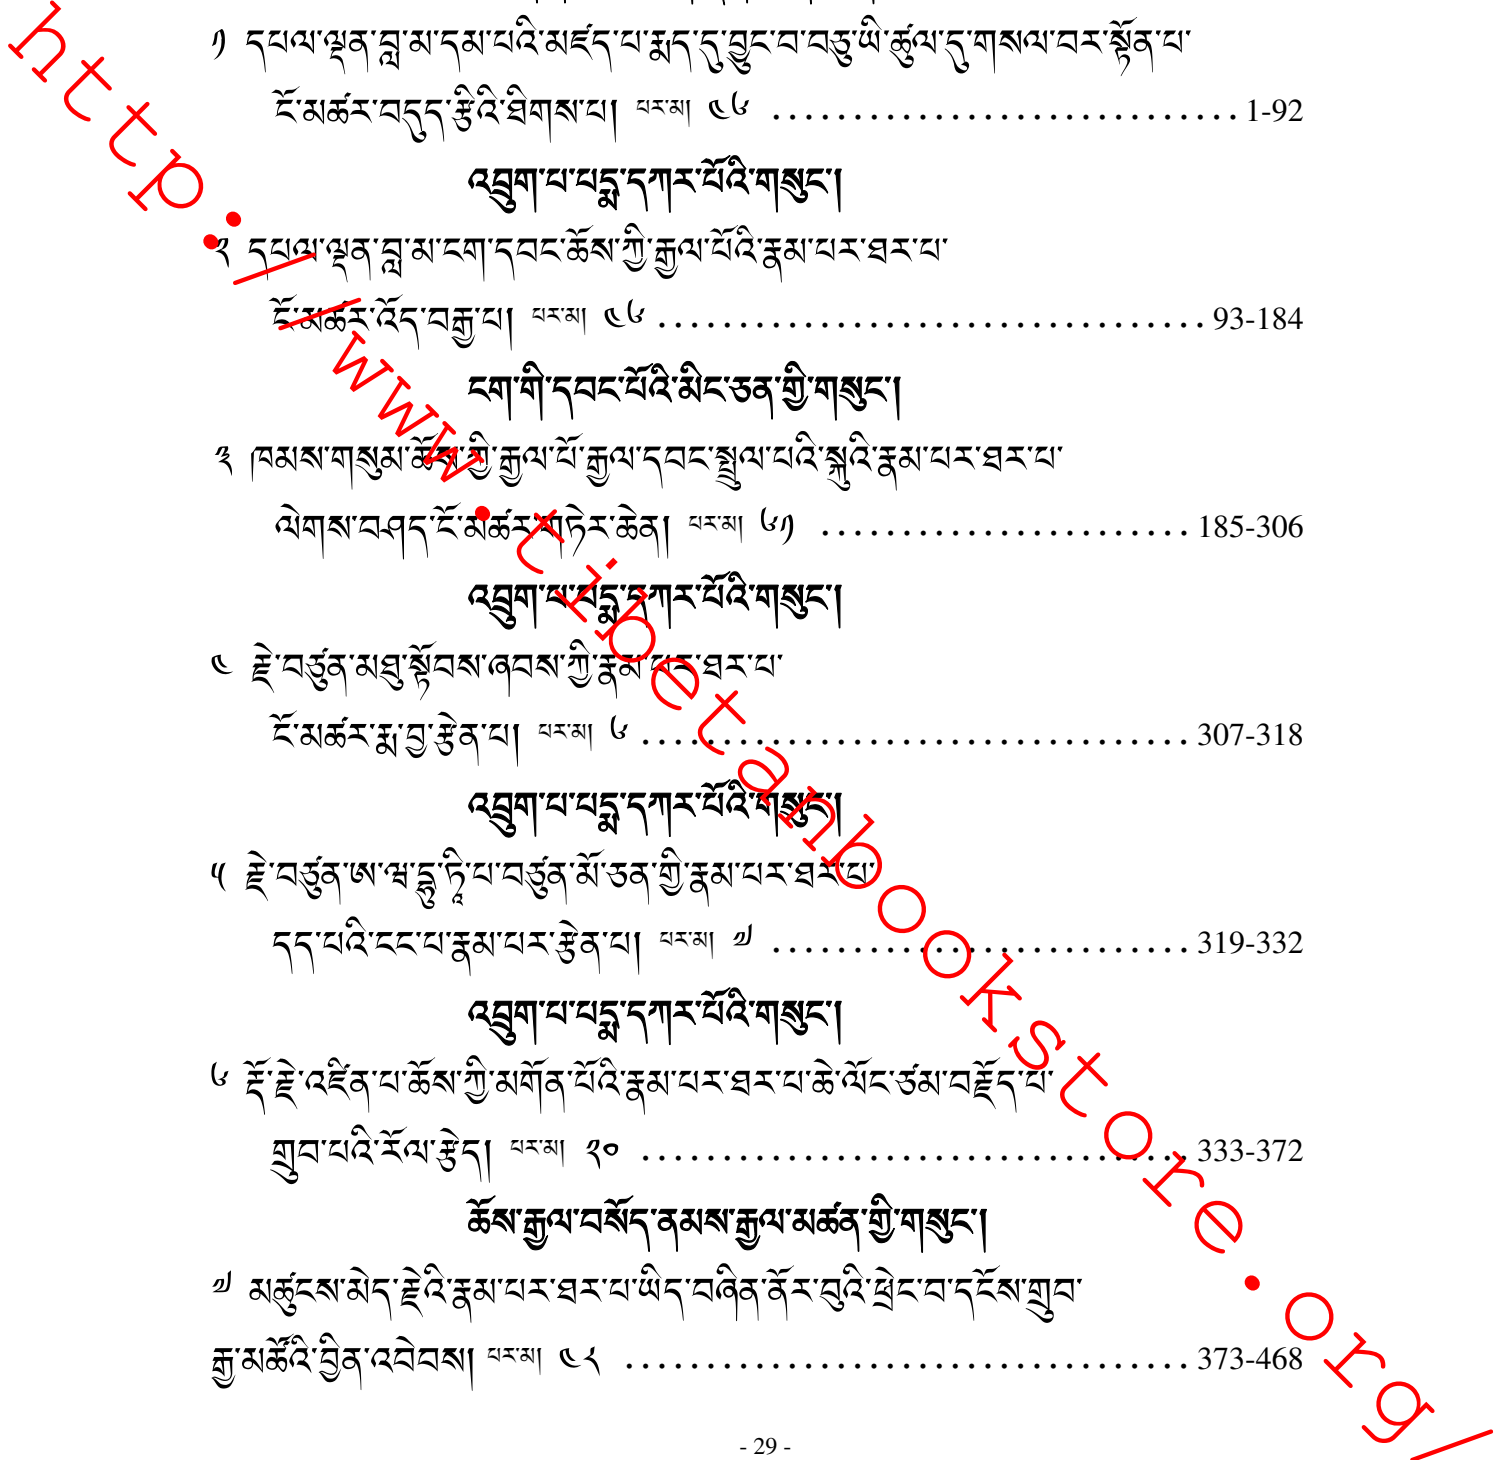 ༡ དཔལ་ལྡན་བླ་མ་དམ་པའི་མཛད་པ་རྨད་དུ་བྱུང་བ་བཅུ་ཡི་ཚུལ་དུ་གསལ་བར་སྟོན་པ་
ངོ་མཚར་བདུད་རྩིའི་ཐིགས་པ། པར་མ། ༤༦ ............................. 1-92
འབྲུག་པ་པདྨ་དཀར་པོའི་གསུང་།
༢ དཔལ་ལྡན་བླ་མ་ངག་དབང་ཆོས་ཀྱི་རྒྱལ་པོའི་རྣམ་པར་ཐར་པ་
ངོ་མཚར་འོད་བརྒྱ་པ། པར་མ། ༤༦ .................................. 93-184
ངག་གི་དབང་པོའི་མིང་ཅན་གྱི་གསུང་།
༣ ཁམས་གསུམ་ཆོས་ཀྱི་རྒྱལ་པོ་རྒྱལ་དབང་སྤྲུལ་པའི་སྐུའི་རྣམ་པར་ཐར་པ་
ལེགས་བཤད་ངོ་མཚར་གཏེར་ཆེན། པར་མ། ༦༡ ....................... 185-306
འབྲུག་པ་པདྨ་དཀར་པོའི་གསུང་།
༤ རྗེ་བཙུན་མཐུ་སྟོབས་ཞབས་ཀྱི་རྣམ་པར་ཐར་པ་
ངོ་མཚར་རྨ་བྱ་རྩེན་པ། པར་མ། ༦ .................................. 307-318
འབྲུག་པ་པདྨ་དཀར་པོའི་གསུང་།
༥ རྗེ་བཙུན་ཨ་ཝ་དྷཱུ་ཏཱི་པ་བཙུན་མོ་ཅན་གྱི་རྣམ་པར་ཐར་པ་
དད་པའི་ངང་པ་རྣམ་པར་རྩེན་པ། པར་མ། ༧ .......................... 319-332
འབྲུག་པ་པདྨ་དཀར་པོའི་གསུང་།
༦ རྡོ་རྗེ་འཛིན་པ་ཆོས་ཀྱི་མགོན་པོའི་རྣམ་པར་ཐར་པ་ཆེ་ལོང་ཙམ་བརྗོད་པ་
གྲུབ་པའི་རོལ་རྩེད། པར་མ། ༢༠ .................................. 333-372
ཆོས་རྒྱལ་བསོད་ནམས་རྒྱལ་མཚན་གྱི་གསུང་།
༧ མཚུངས་མེད་རྗེའི་རྣམ་པར་ཐར་པ་ཡིད་བཞིན་ནོར་བུའི་ཕྲེང་བ་དངོས་གྲུབ་
རྒྱ་མཚོའི་བྱིན་འབེབས། པར་མ། ༤༨ ................................... 373-468
- 29 -
http://www.tibetanbookstore.org/